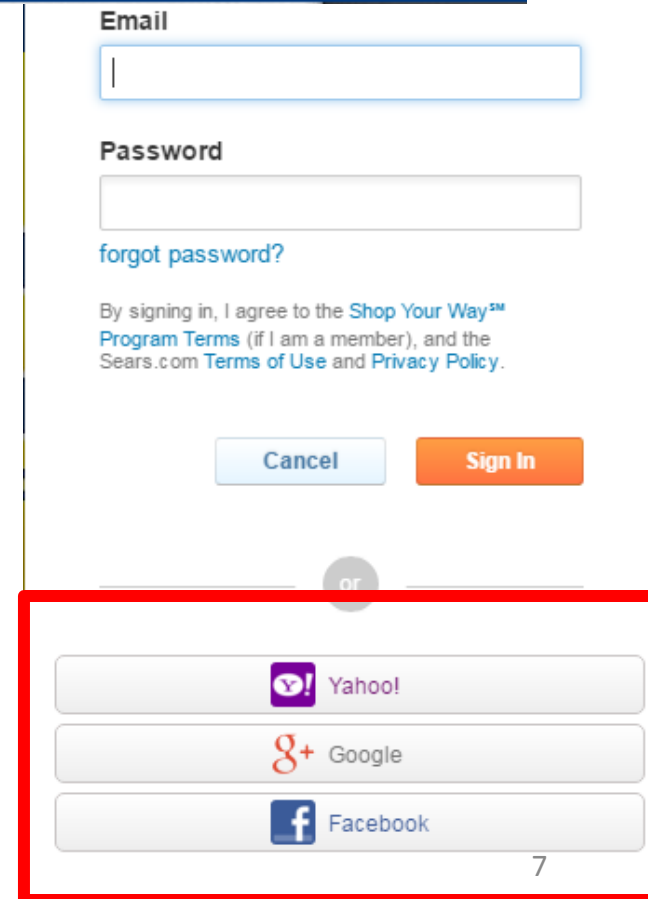 Email
Password
forgot password?
By signing in, I agree to the Shop Your Way℠
Program Terms (if I am a member), and the
Sears.com Terms of Use and Privacy Policy.
Cancel Sign In
or
Y! Yahoo!
g+ Google
f Facebook
7